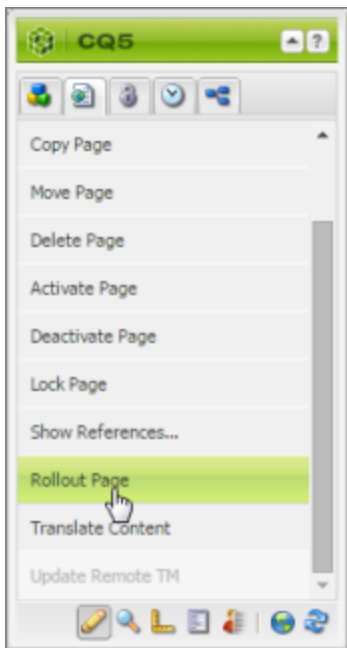 CQ5
?
Copy Page
Move Page
Delete Page
Activate Page
Deactivate Page
Lock Page
Show References...
Rollout Page
Translate Content
Update Remote TM